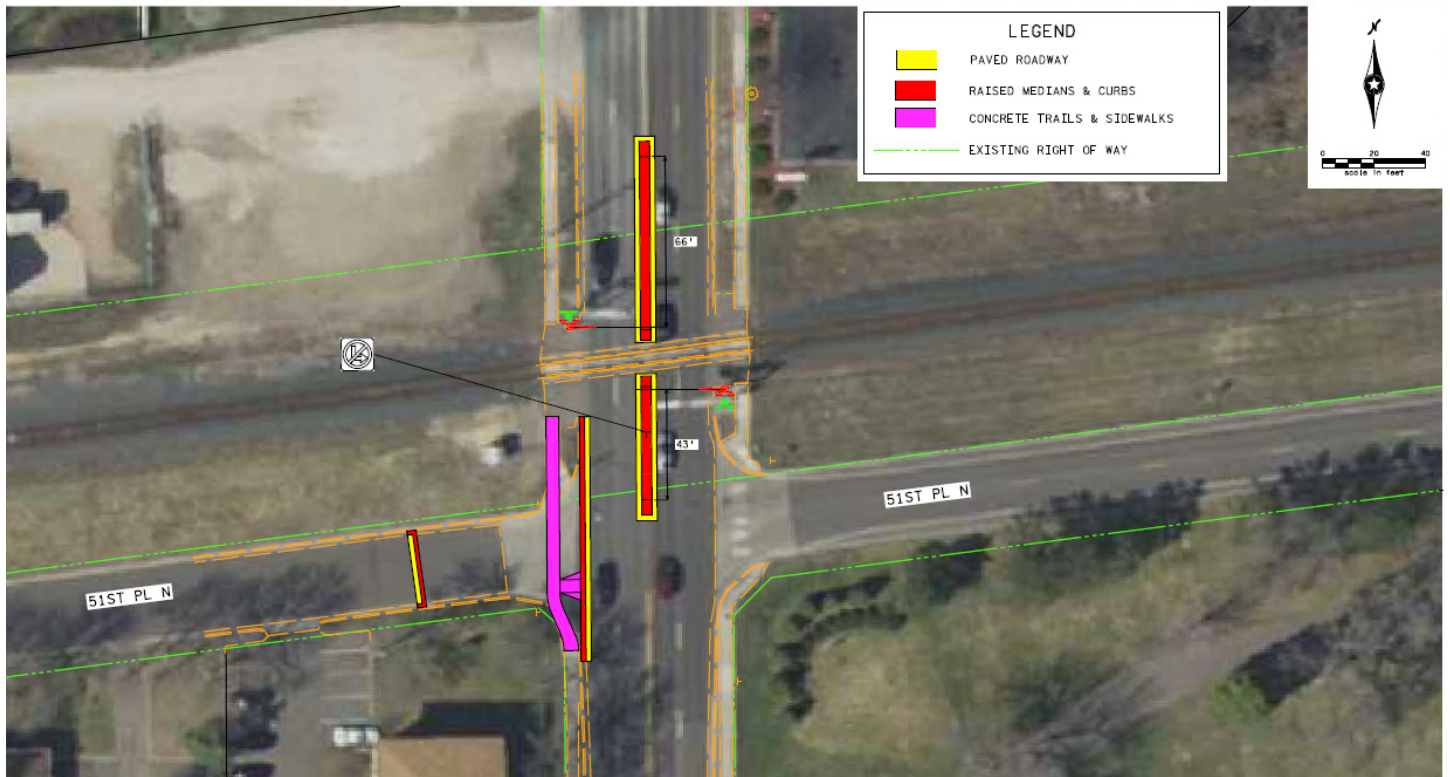 LEGEND
PAVED ROADWAY
RAISED MEDIANS & CURBS
CONCRETE TRAILS & SIDEWALKS
EXISTING RIGHT OF WAY
N
0 20 40
scale in feet
66'
43'
51ST PL N
51ST PL N